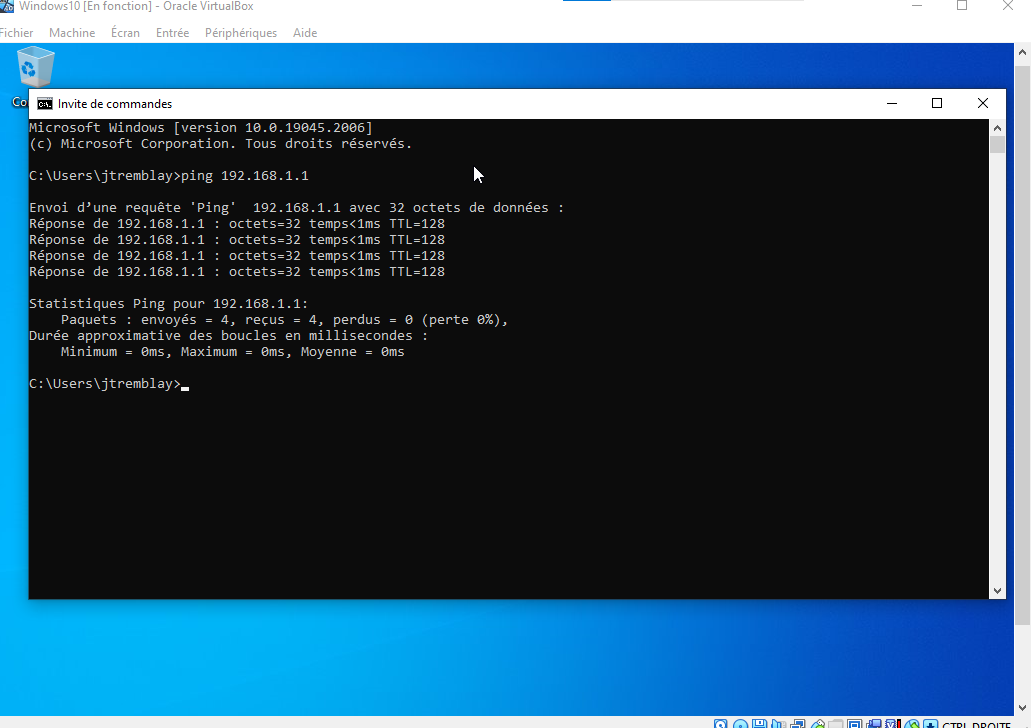 Windows10 [En fonction] - Oracle VirtualBox
Fichier Machine Écran Entrée Périphériques Aide
Co
Invite de commandes
Microsoft Windows [version 10.0.19045.2006]
(c) Microsoft Corporation. Tous droits réservés.
C:\Users\jtremblay>ping 192.168.1.1
Envoi d’une requête 'Ping'  192.168.1.1 avec 32 octets de données :
Réponse de 192.168.1.1 : octets=32 temps<1ms TTL=128
Réponse de 192.168.1.1 : octets=32 temps<1ms TTL=128
Réponse de 192.168.1.1 : octets=32 temps<1ms TTL=128
Réponse de 192.168.1.1 : octets=32 temps<1ms TTL=128
Statistiques Ping pour 192.168.1.1:
    Paquets : envoyés = 4, reçus = 4, perdus = 0 (perte 0%),
Durée approximative des boucles en millisecondes :
    Minimum = 0ms, Maximum = 0ms, Moyenne = 0ms
C:\Users\jtremblay>
CTRL DROITE